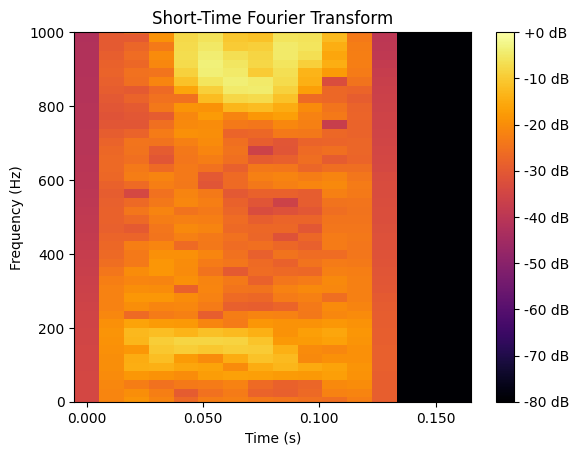 Short-Time Fourier Transform
Frequency (Hz)
1000
800
600
400
200
0
0.000
0.050
0.100
0.150
Time (s)
+0 dB
-10 dB
-20 dB
-30 dB
-40 dB
-50 dB
-60 dB
-70 dB
-80 dB